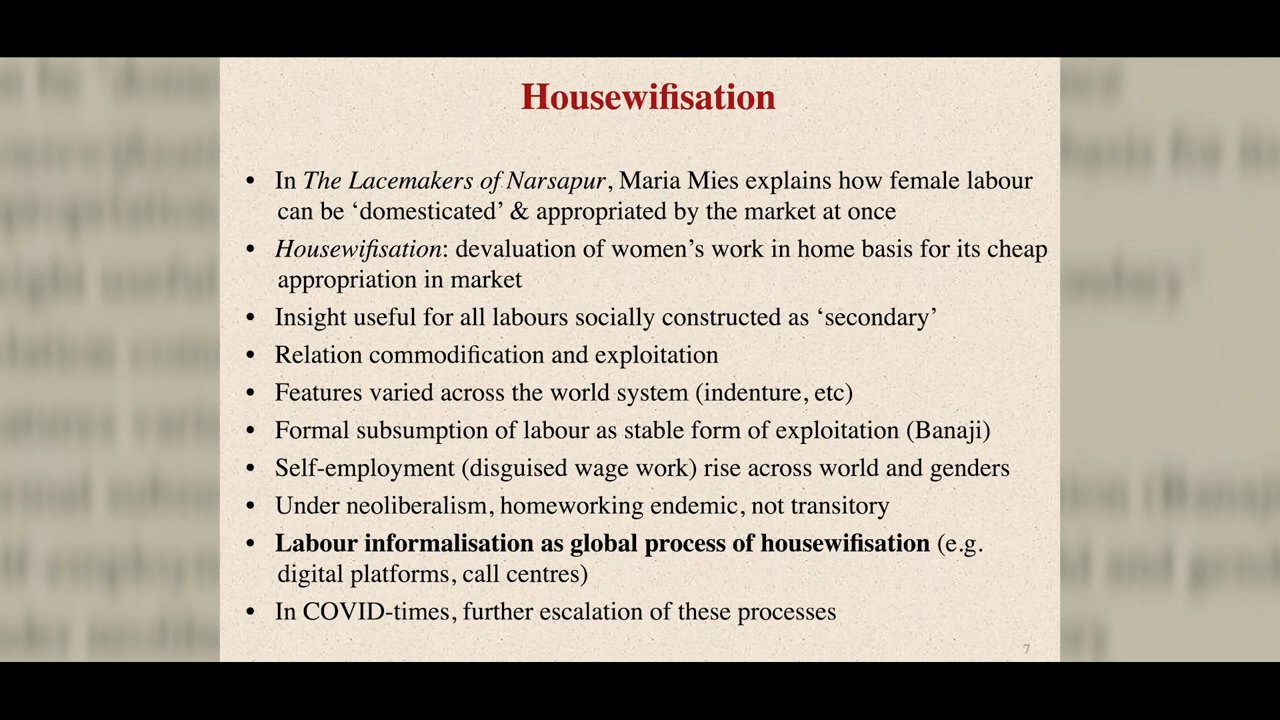 Housewifisation
• In The Lacemakers of Narsapur, Maria Mies explains how female labour
can be ‘domesticated’ & appropriated by the market at once
• Housewifisation: devaluation of women’s work in home basis for its cheap
appropriation in market
• Insight useful for all labours socially constructed as ‘secondary’
• Relation commodification and exploitation
• Features varied across the world system (indenture, etc)
• Formal subsumption of labour as stable form of exploitation (Banaji)
• Self-employment (disguised wage work) rise across world and genders
• Under neoliberalism, homeworking endemic, not transitory
• Labour informalisation as global process of housewifisation (e.g.
digital platforms, call centres)
• In COVID-times, further escalation of these processes
7